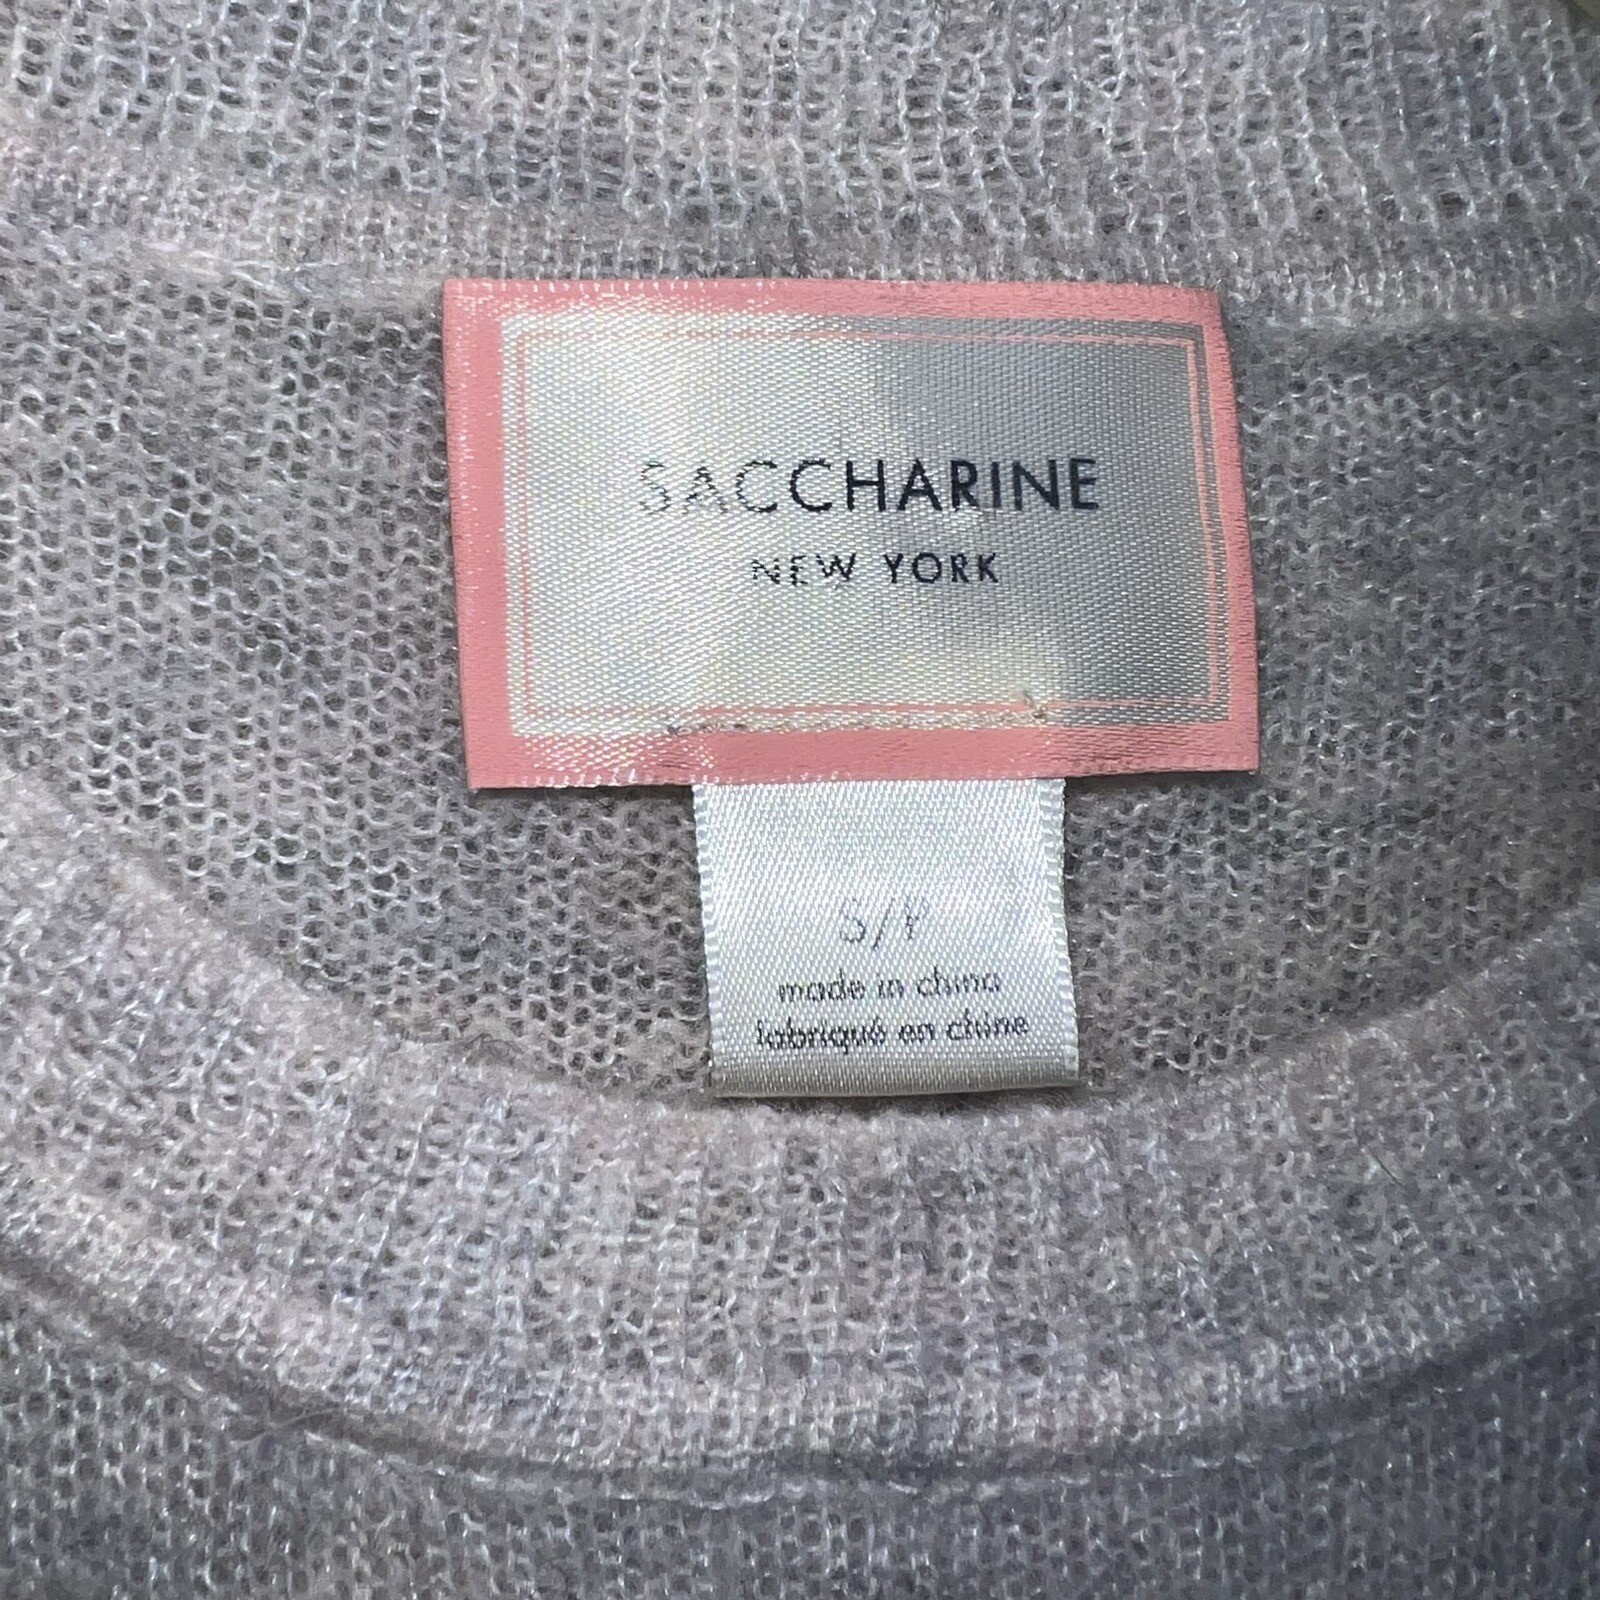 SACCHARINE
NEW YORK
S/P
made in china
fabriqué en chine